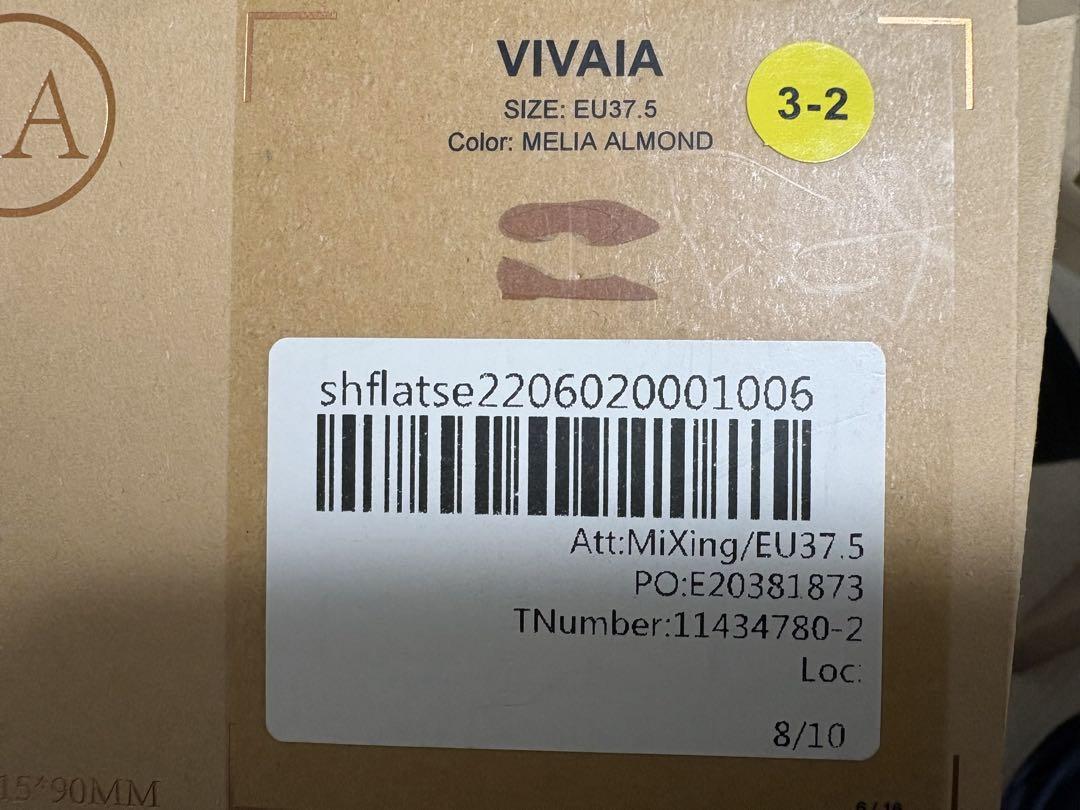 A
VIVAIA
SIZE: EU37.5
Color: MELIA ALMOND
3-2
shflatse2206020001006
Att:MiXing/EU37.5
PO:E20381873
TNumber:11434780-2
Loc:
8/10
15*90MM